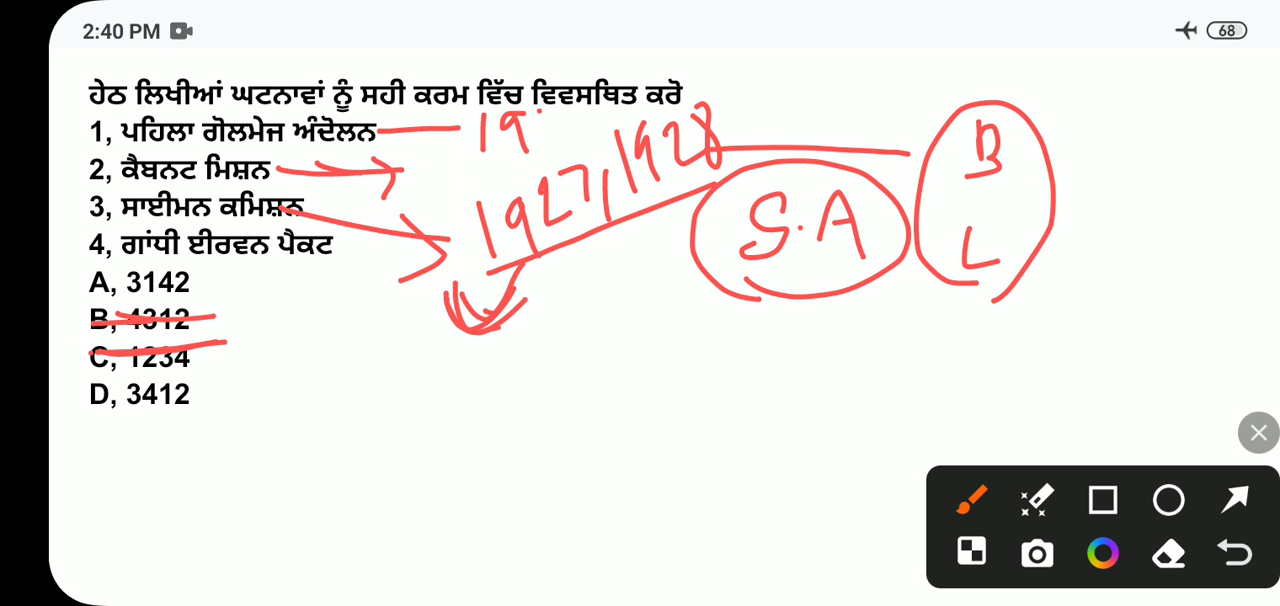 2:40 PM
68
ਹੇਠ ਲਿਖੀਆਂ ਘਟਨਾਵਾਂ ਨੂੰ ਸਹੀ ਕਰਮ ਵਿੱਚ ਵਿਵਸਥਿਤ ਕਰੋ
1, ਪਹਿਲਾ ਗੋਲਮੇਜ ਅੰਦੋਲਨ 19
2, ਕੈਬਨਟ ਮਿਸ਼ਨ
3, ਸਾਈਮਨ ਕਮਿਸ਼ਨ 1927, 1928
4, ਗਾਂਧੀ ਈਰਵਨ ਪੈਕਟ
S.A
B
L
A, 3142
B, 4312
C, 1234
D, 3412